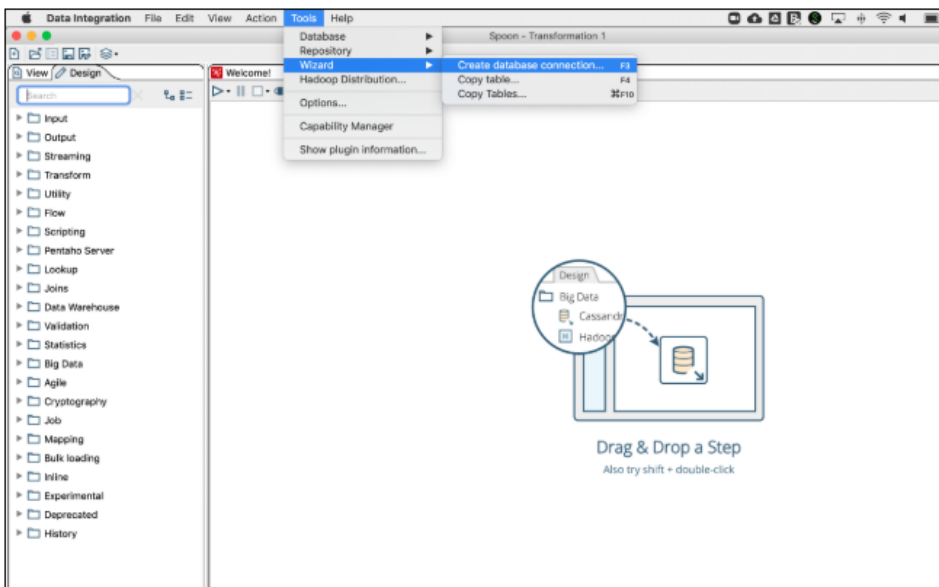 Data Integration File Edit View Action Tools Help
Spoon - Transformation 1
Database
Repository
Wizard
Hadoop Distribution...
Options...
Capability Manager
Show plugin information...
Create database connection... F3
Copy table... F4
Copy Tables... ⌘F10
View Design
Welcome!
Search
Input
Output
Streaming
Transform
Utility
Flow
Scripting
Pentaho Server
Lookup
Joins
Data Warehouse
Validation
Statistics
Big Data
Agile
Cryptography
Job
Mapping
Bulk loading
Inline
Experimental
Deprecated
History
Design
Big Data
Cassandr
Hadoop
Drag & Drop a Step
Also try shift + double-click